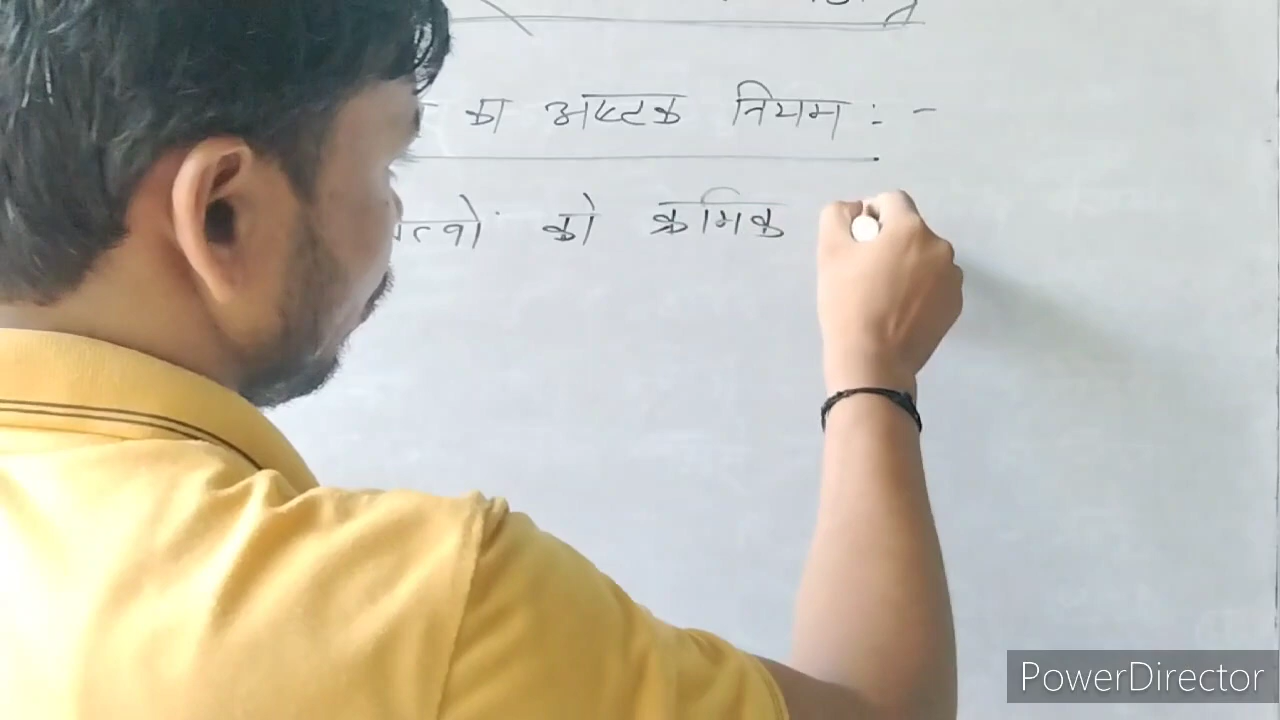 का अष्टक नियम : -
को क्रमिक
PowerDirector